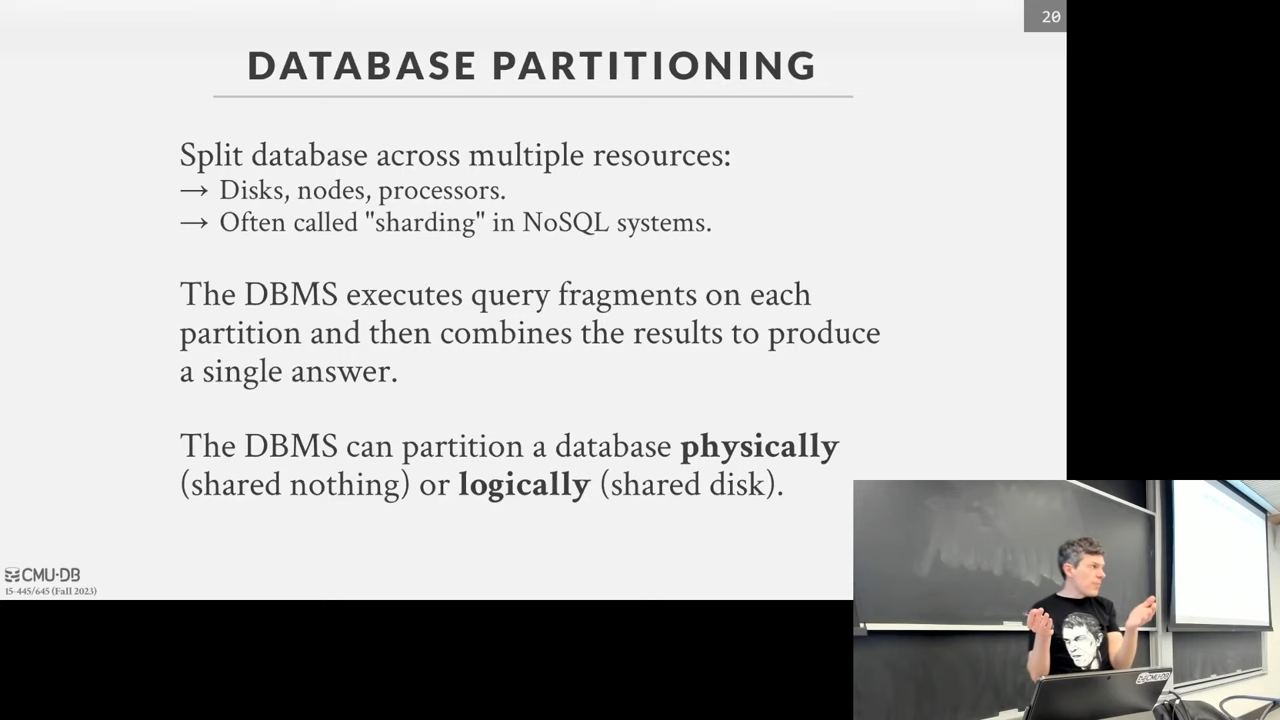 20
DATABASE PARTITIONING
Split database across multiple resources:
→ Disks, nodes, processors.
→ Often called "sharding" in NoSQL systems.
The DBMS executes query fragments on each
partition and then combines the results to produce
a single answer.
The DBMS can partition a database physically
(shared nothing) or logically (shared disk).
CMU·DB
15-445/645 (Fall 2023)
CMU·DB